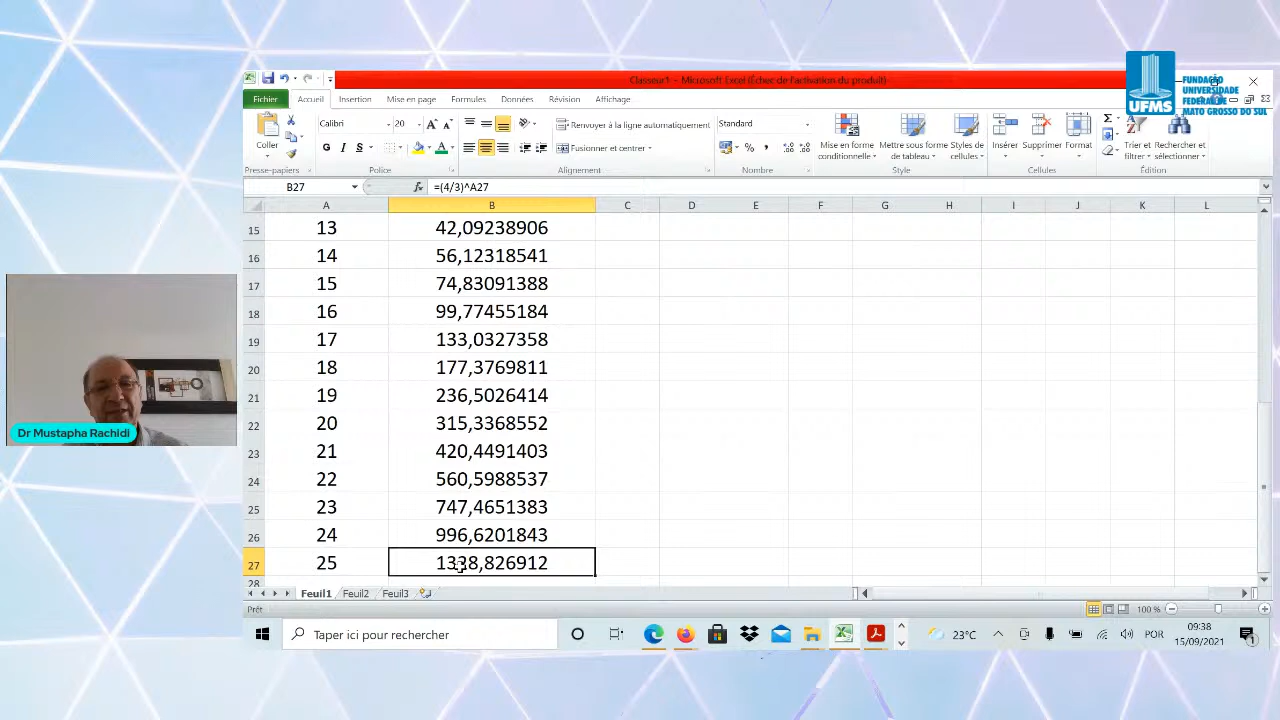 Classeur1 - Microsoft Excel (Échec de l'activation du produit)
UFMS
FUNDAÇÃO
UNIVERSIDADE
FEDERAL DE
MATO GROSSO DO SUL
Fichier Accueil Insertion Mise en page Formules Données Révision Affichage
Coller
Calibri 20
G I S
Renvoyer à la ligne automatiquement
Fusionner et centrer
Standard
Mise en forme conditionnelle
Mettre sous forme de tableau
Styles de cellules
Insérer Supprimer Format
Trier et filtrer
Rechercher et sélectionner
Presse-papiers Police Alignement Nombre Style Cellules Édition
B27 fx =(4/3)^A27
A B C D E F G H I J K L
15 13 42,09238906
16 14 56,12318541
17 15 74,83091388
18 16 99,77455184
19 17 133,0327358
20 18 177,3769811
21 19 236,5026414
22 20 315,3368552
23 21 420,4491403
24 22 560,5988537
25 23 747,4651383
26 24 996,6201843
27 25 1328,826912
28
Dr Mustapha Rachidi
Feuil1 Feuil2 Feuil3
Prêt 100 %
Taper ici pour rechercher
23°C
POR
09:38
15/09/2021